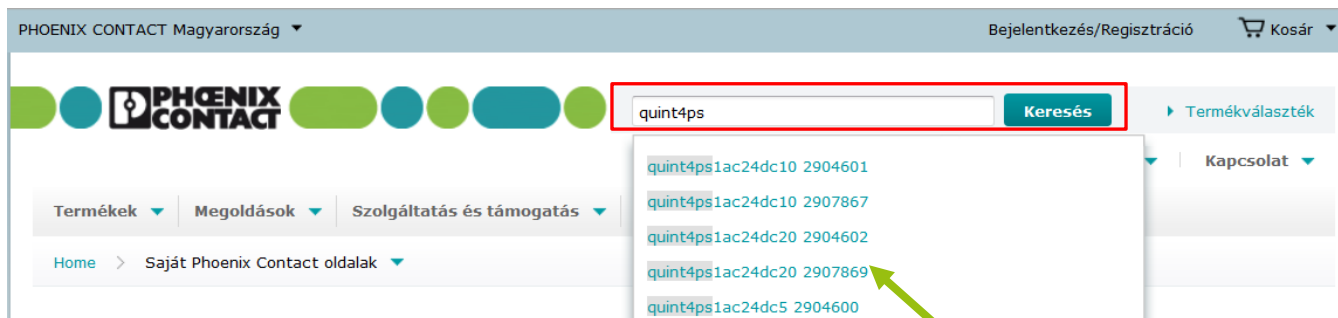 PHOENIX CONTACT Magyarország
Bejelentkezés/Regisztráció
Kosár
PHŒNIX
CONTACT
quint4ps
Keresés
Termékválaszték
quint4ps1ac24dc10 2904601
Kapcsolat
quint4ps1ac24dc10 2907867
Termékek
Megoldások
Szolgáltatás és támogatás
quint4ps1ac24dc20 2904602
Home > Saját Phoenix Contact oldalak
quint4ps1ac24dc20 2907869
quint4ps1ac24dc5 2904600